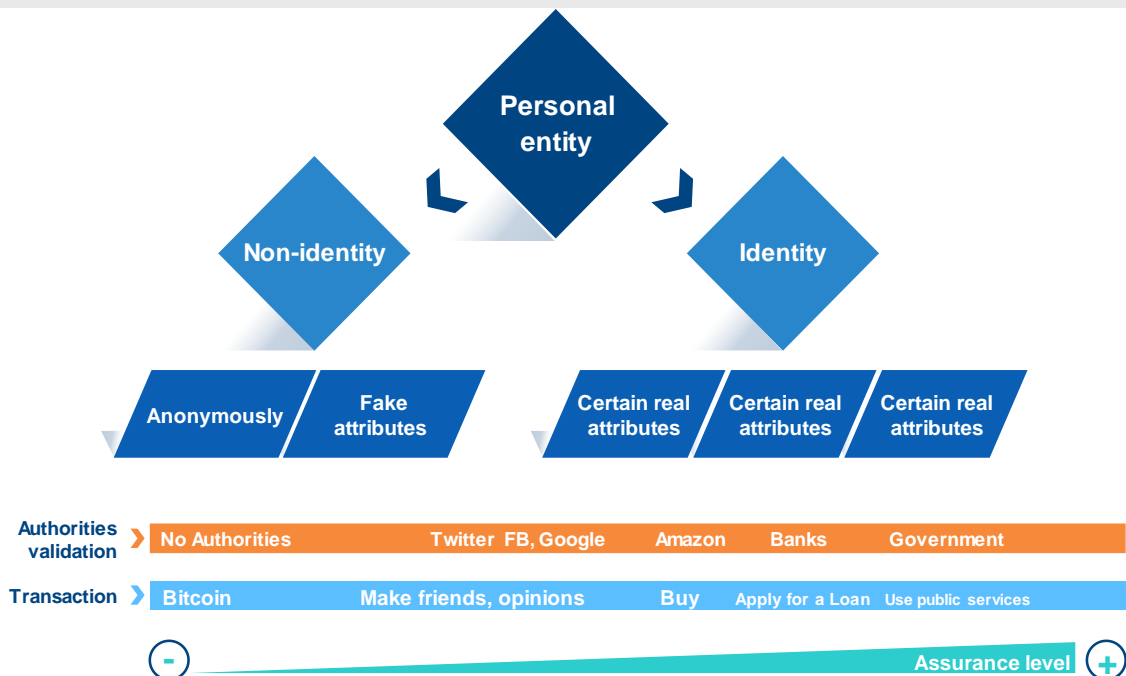 Personal
entity
Non-identity
Identity
Anonymously
Fake
attributes
Certain real
attributes
Certain real
attributes
Certain real
attributes
Authorities
validation
No Authorities Twitter FB, Google Amazon Banks Government
Transaction
Bitcoin Make friends, opinions Buy Apply for a Loan Use public services
- Assurance level +